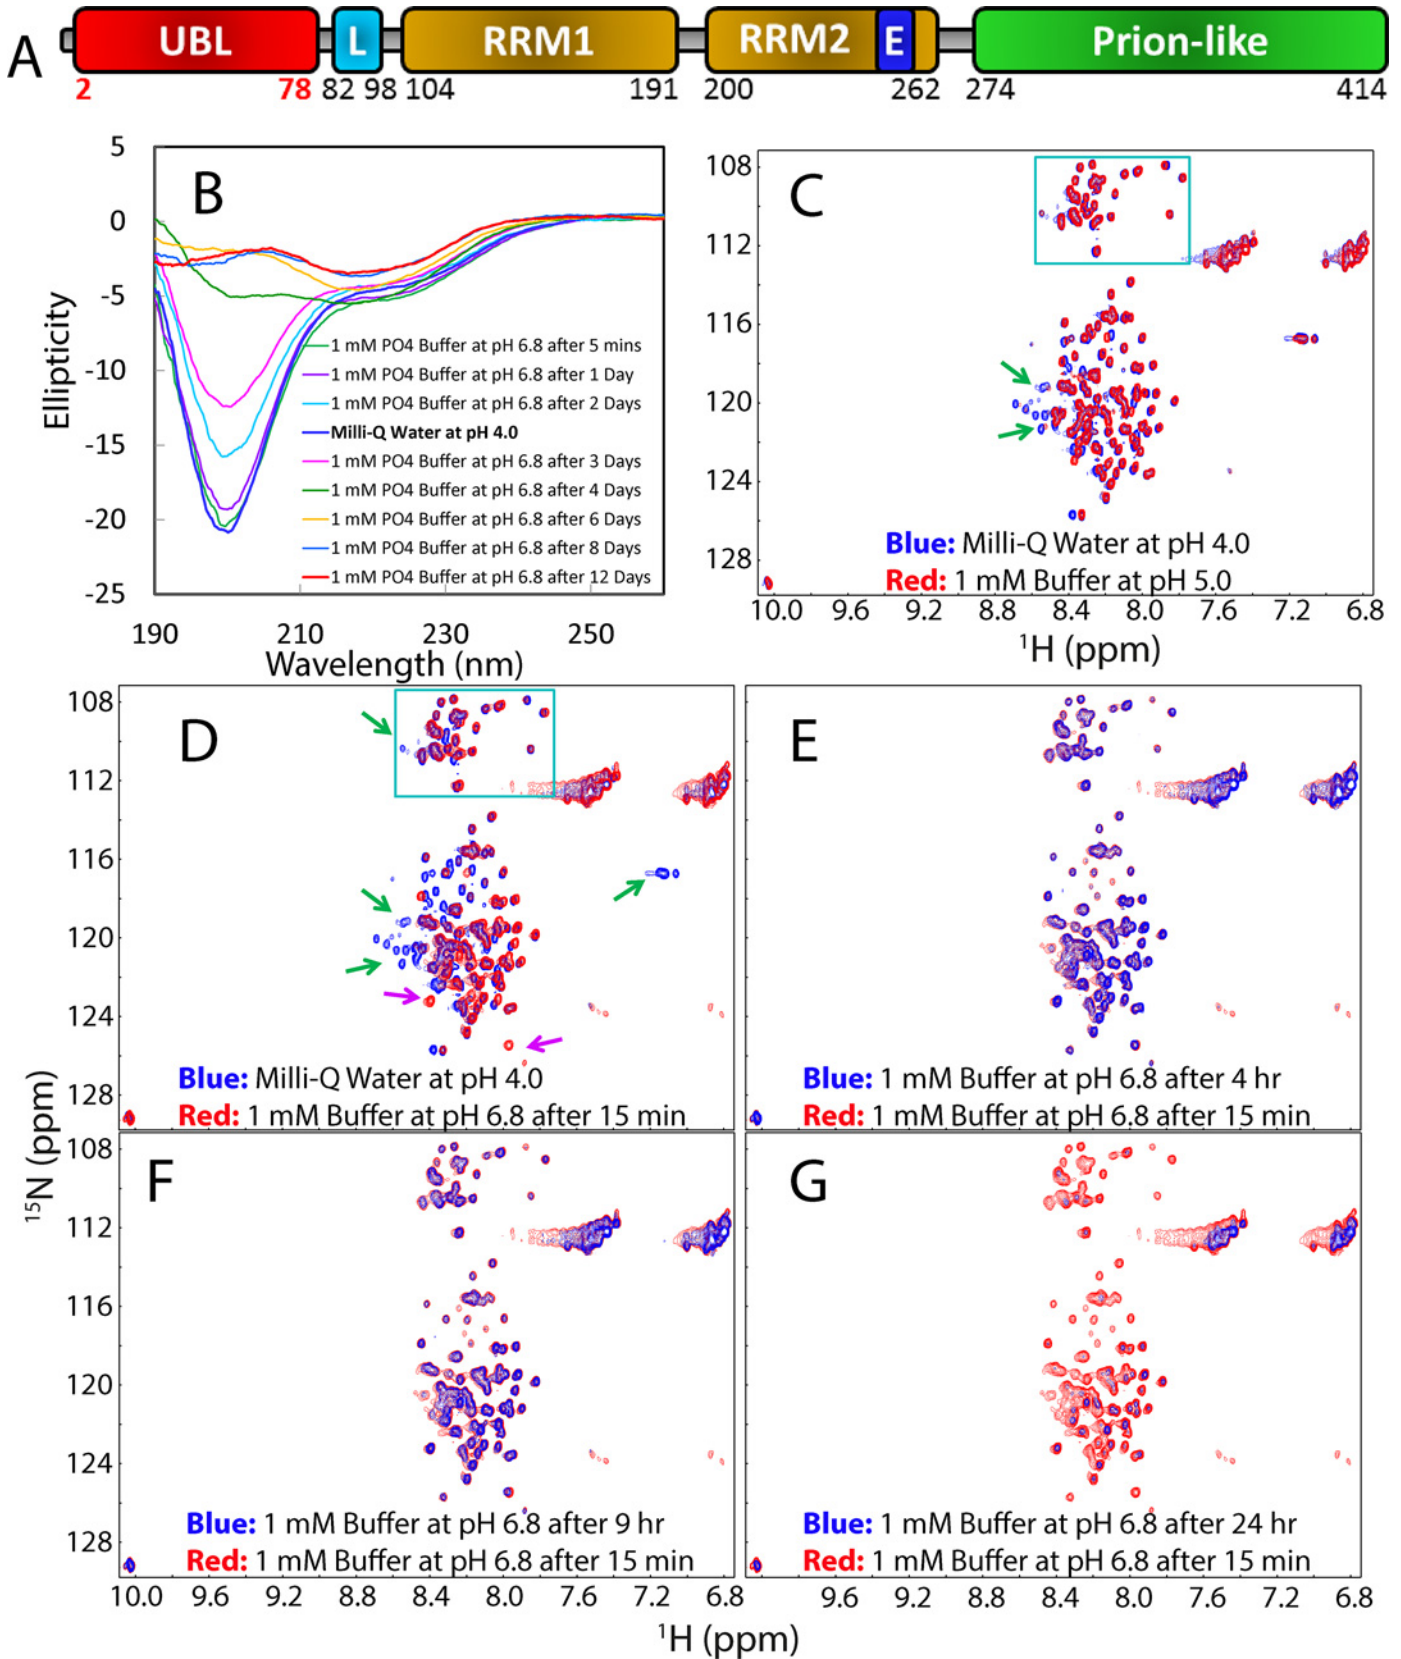 A
UBL L RRM1 RRM2 E Prion-like
2 78 82 98 104 191 200 262 274 414
B
5
0
-5
-10
-15
-20
-25
Ellipticity
1 mM PO4 Buffer at pH 6.8 after 5 mins
1 mM PO4 Buffer at pH 6.8 after 1 Day
1 mM PO4 Buffer at pH 6.8 after 2 Days
Milli-Q Water at pH 4.0
1 mM PO4 Buffer at pH 6.8 after 3 Days
1 mM PO4 Buffer at pH 6.8 after 4 Days
1 mM PO4 Buffer at pH 6.8 after 6 Days
1 mM PO4 Buffer at pH 6.8 after 8 Days
1 mM PO4 Buffer at pH 6.8 after 12 Days
190 210 230 250
Wavelength (nm)
C
108
112
116
120
124
128
Blue: Milli-Q Water at pH 4.0
Red: 1 mM Buffer at pH 5.0
10.0 9.6 9.2 8.8 8.4 8.0 7.6 7.2 6.8
¹H (ppm)
D
108
112
116
120
124
128
Blue: Milli-Q Water at pH 4.0
Red: 1 mM Buffer at pH 6.8 after 15 min
E
Blue: 1 mM Buffer at pH 6.8 after 4 hr
Red: 1 mM Buffer at pH 6.8 after 15 min
¹⁵N (ppm)
F
108
112
116
120
124
128
Blue: 1 mM Buffer at pH 6.8 after 9 hr
Red: 1 mM Buffer at pH 6.8 after 15 min
10.0 9.6 9.2 8.8 8.4 8.0 7.6 7.2 6.8
G
Blue: 1 mM Buffer at pH 6.8 after 24 hr
Red: 1 mM Buffer at pH 6.8 after 15 min
9.6 9.2 8.8 8.4 8.0 7.6 7.2 6.8
¹H (ppm)